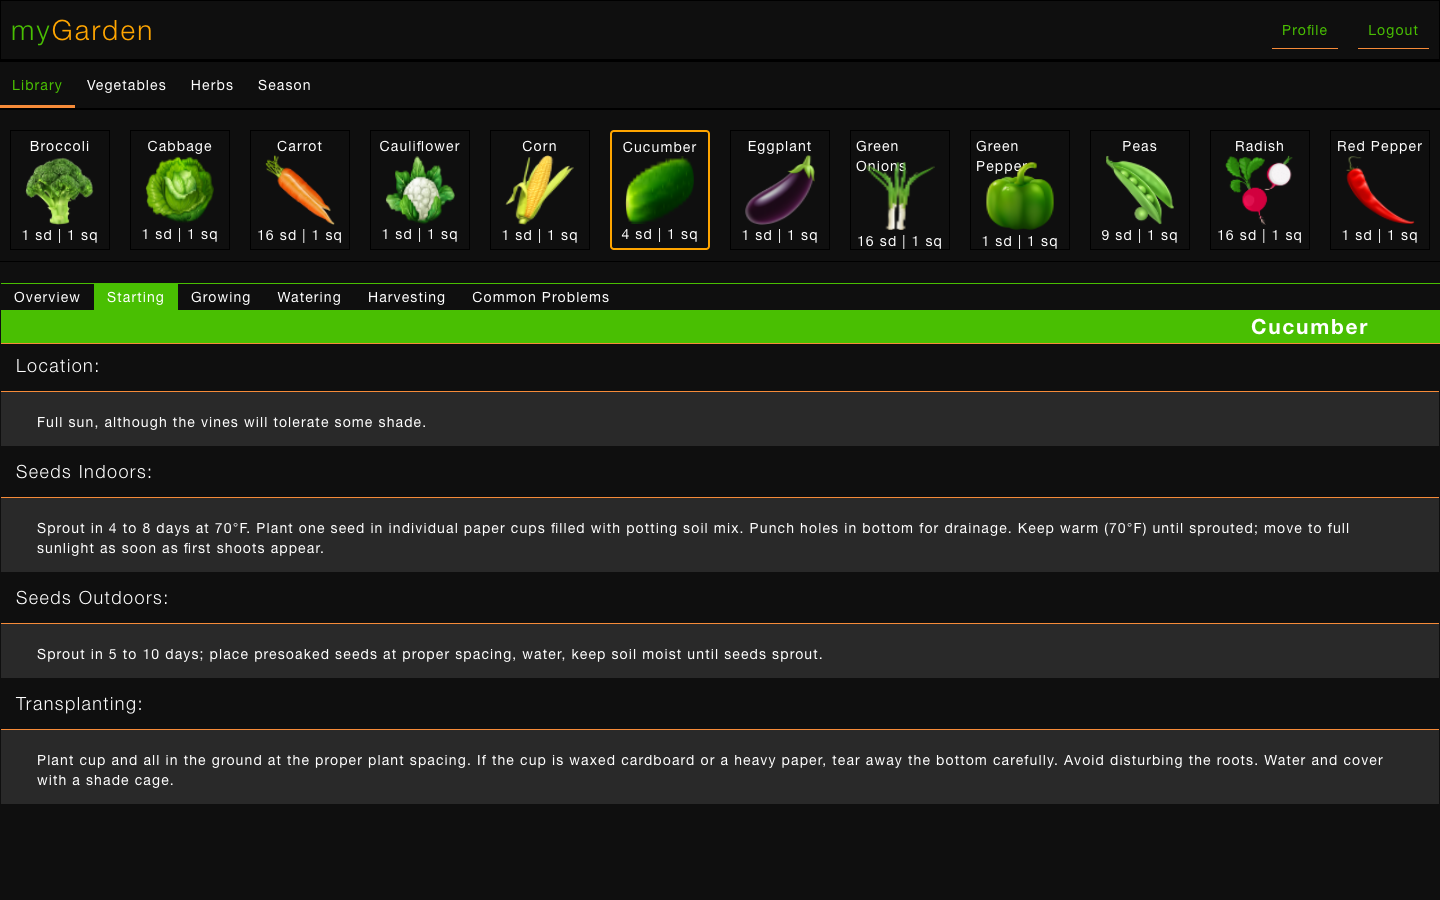 myGarden
Profile
Logout
Library
Vegetables
Herbs
Season
Broccoli
1 sd | 1 sq
Cabbage
1 sd | 1 sq
Carrot
16 sd | 1 sq
Cauliflower
1 sd | 1 sq
Corn
1 sd | 1 sq
Cucumber
4 sd | 1 sq
Eggplant
1 sd | 1 sq
Green
Onions
16 sd | 1 sq
Green
Pepper
1 sd | 1 sq
Peas
9 sd | 1 sq
Radish
16 sd | 1 sq
Red Pepper
1 sd | 1 sq
Overview
Starting
Growing
Watering
Harvesting
Common Problems
Cucumber
Location:
Full sun, although the vines will tolerate some shade.
Seeds Indoors:
Sprout in 4 to 8 days at 70°F. Plant one seed in individual paper cups filled with potting soil mix. Punch holes in bottom for drainage. Keep warm (70°F) until sprouted; move to full
sunlight as soon as first shoots appear.
Seeds Outdoors:
Sprout in 5 to 10 days; place presoaked seeds at proper spacing, water, keep soil moist until seeds sprout.
Transplanting:
Plant cup and all in the ground at the proper plant spacing. If the cup is waxed cardboard or a heavy paper, tear away the bottom carefully. Avoid disturbing the roots. Water and cover
with a shade cage.